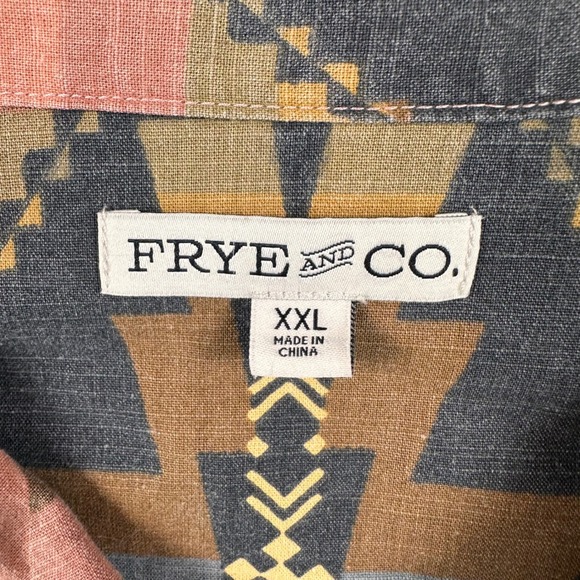 FRYE AND CO.
XXL
MADE IN
CHINA